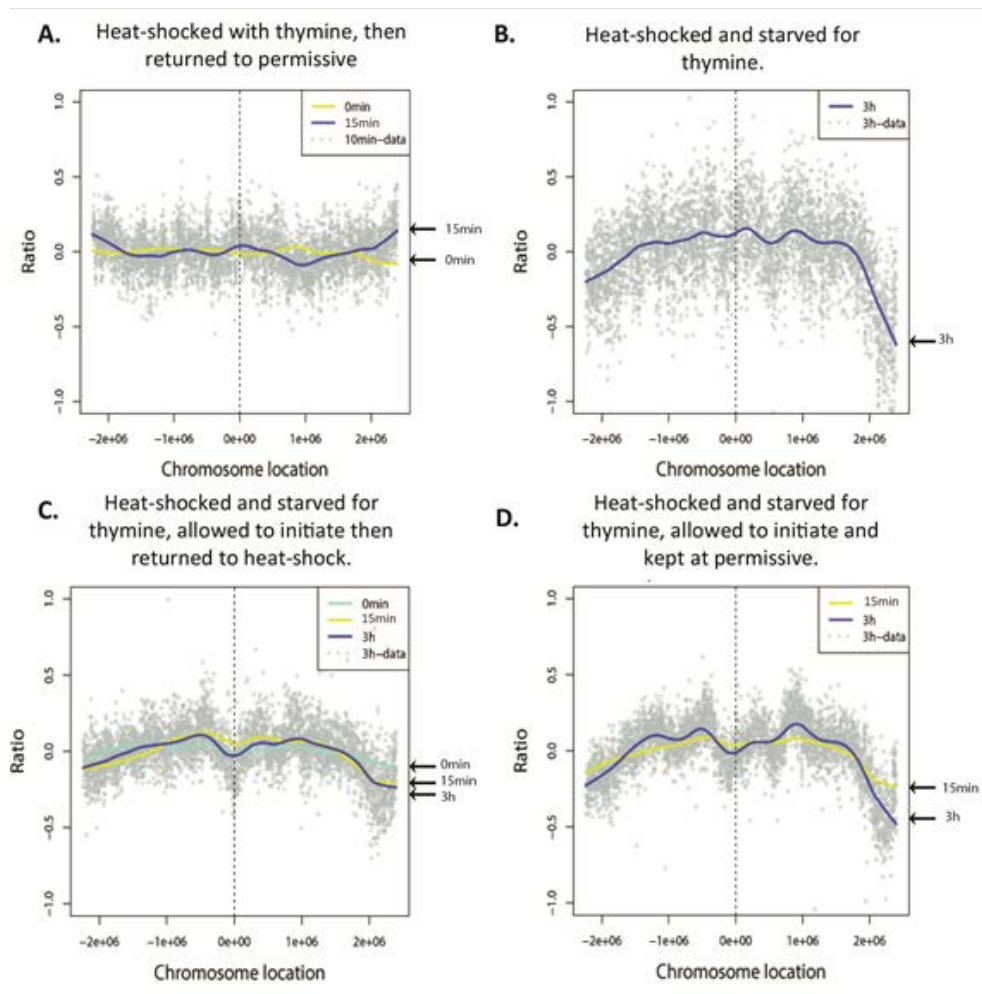 A.
Heat-shocked with thymine, then
returned to permissive
0min
15min
10min-data
1.0
0.5
0.0
-0.5
-1.0
Ratio
15min
0min
-2e+06 -1e+06 0e+00 1e+06 2e+06
Chromosome location
B.
Heat-shocked and starved for
thymine.
3h
3h-data
1.0
0.5
0.0
-0.5
-1.0
Ratio
3h
-2e+06 -1e+06 0e+00 1e+06 2e+06
Chromosome location
C.
Heat-shocked and starved for
thymine, allowed to initiate then
returned to heat-shock.
0min
15min
3h
3h-data
1.0
0.5
0.0
-0.5
-1.0
Ratio
0min
15min
3h
-2e+06 -1e+06 0e+00 1e+06 2e+06
Chromosome location
D.
Heat-shocked and starved for
thymine, allowed to initiate and
kept at permissive.
15min
3h
3h-data
1.0
0.5
0.0
-0.5
-1.0
Ratio
15min
3h
-2e+06 -1e+06 0e+00 1e+06 2e+06
Chromosome location